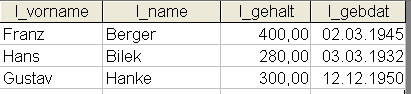 l_vorname l_name l_gehalt l_gebdat
Franz Berger 400,00 02.03.1945
Hans Bilek 280,00 03.03.1932
Gustav Hanke 300,00 12.12.1950